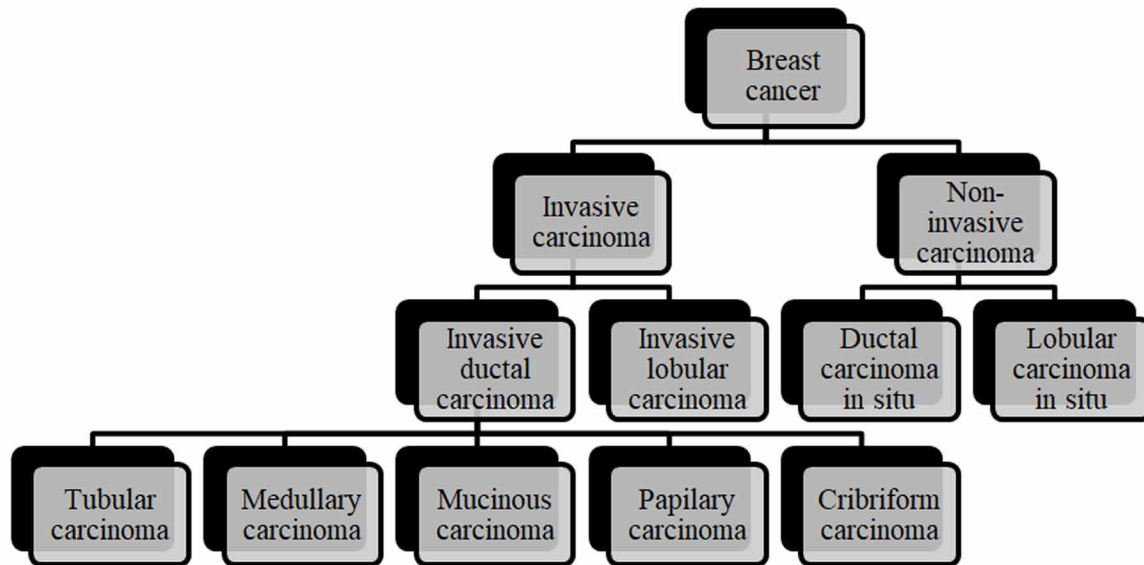 Breast
cancer
Invasive
carcinoma
Non-
invasive
carcinoma
Invasive
ductal
carcinoma
Invasive
lobular
carcinoma
Ductal
carcinoma
in situ
Lobular
carcinoma
in situ
Tubular
carcinoma
Medullary
carcinoma
Mucinous
carcinoma
Papilary
carcinoma
Cribriform
carcinoma